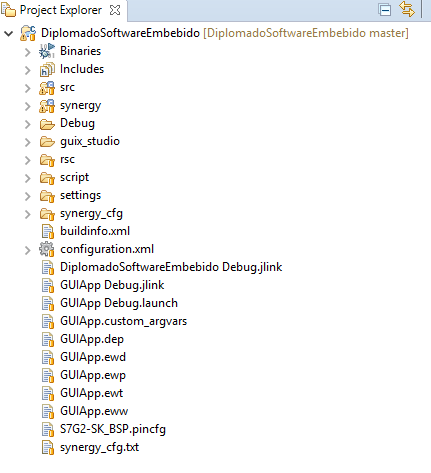 Project Explorer
DiplomadoSoftwareEmbebido [DiplomadoSoftwareEmbebido master]
Binaries
Includes
src
synergy
Debug
guix_studio
rsc
script
settings
synergy_cfg
buildinfo.xml
configuration.xml
DiplomadoSoftwareEmbebido Debug.jlink
GUIApp Debug.jlink
GUIApp Debug.launch
GUIApp.custom_argvars
GUIApp.dep
GUIApp.ewd
GUIApp.ewp
GUIApp.ewt
GUIApp.eww
S7G2-SK_BSP.pincfg
synergy_cfg.txt